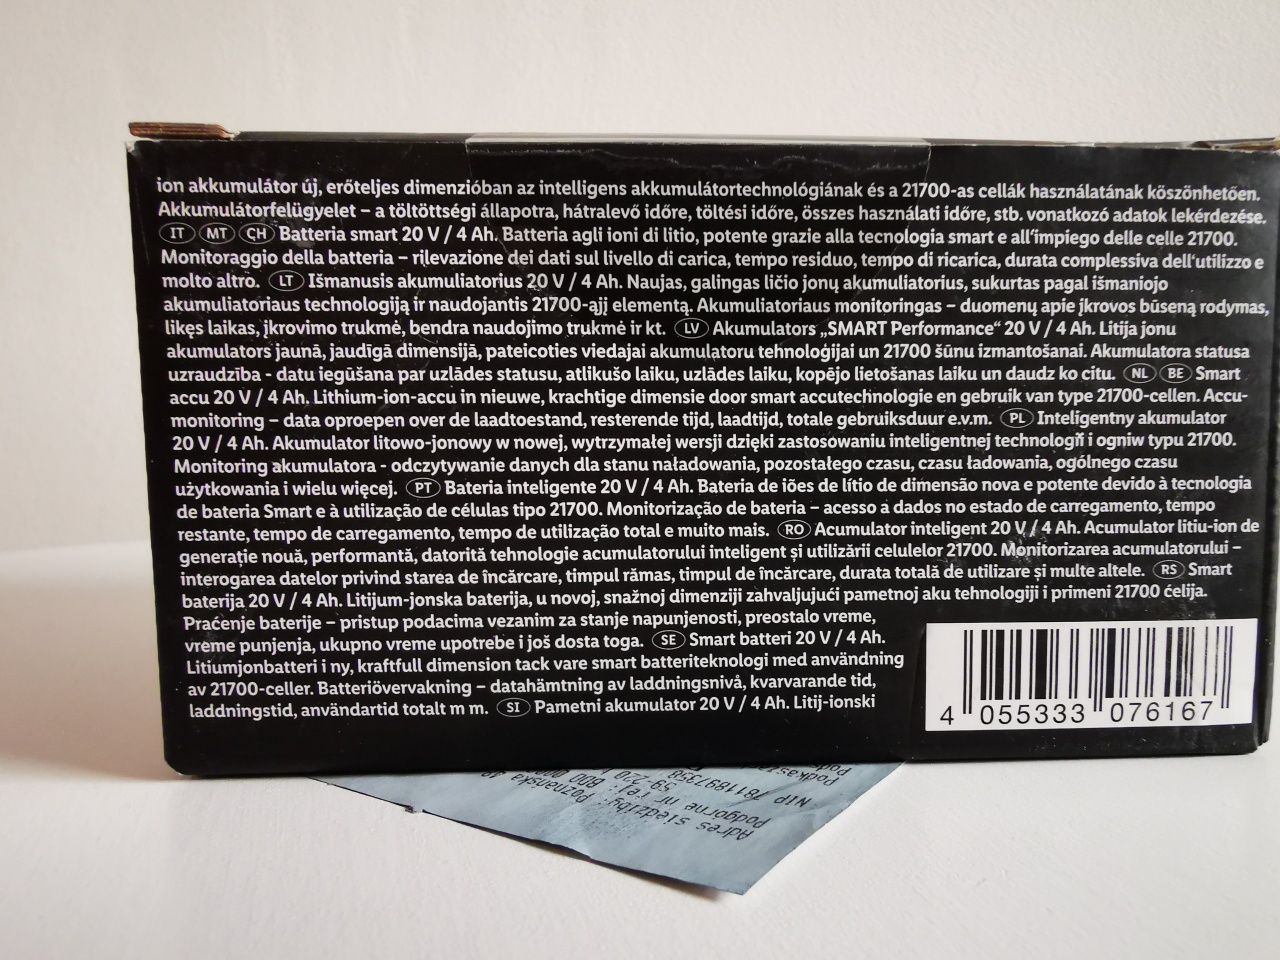 ion akkumulátor új, erőteljes dimenzióban az intelligens akkumulátortechnológiának és a 21700-as cellák használatának köszönhetően.
Akkumulátorfelügyelet – a töltöttségi állapotra, hátralevő időre, töltési időre, összes használati időre, stb. vonatkozó adatok lekérdezése.
IT MT CH Batteria smart 20 V / 4 Ah. Batteria agli ioni di litio, potente grazie alla tecnologia smart e all'impiego delle celle 21700.
Monitoraggio della batteria – rilevazione dei dati sul livello di carica, tempo residuo, tempo di ricarica, durata complessiva dell'utilizzo e
molto altro. LT Išmanusis akumuliatorius 20 V / 4 Ah. Naujas, galingas ličio jonų akumuliatorius, sukurtas pagal išmaniojo
akumuliatoriaus technologiją ir naudojantis 21700-ąjį elementą. Akumuliatoriaus monitoringas – duomenų apie įkrovos būseną rodymas,
likęs laikas, įkrovimo trukmė, bendra naudojimo trukmė ir kt. LV Akumulators „SMART Performance“ 20 V / 4 Ah. Litija jonu
akumulators jaunā, jaudīgā dimensijā, pateicoties viedajai akumulatoru tehnoloģijai un 21700 šūnu izmantošanai. Akumulatora statusa
uzraudzība - datu iegūšana par uzlādes statusu, atlikušo laiku, uzlādes laiku, kopējo lietošanas laiku un daudz ko citu. NL BE Smart
accu 20 V / 4 Ah. Lithium-ion-accu in nieuwe, krachtige dimensie door smart accutechnologie en gebruik van type 21700-cellen. Accu-
monitoring – data oproepen over de laadtoestand, resterende tijd, laadtijd, totale gebruiksduur e.v.m. PL Inteligentny akumulator
20 V / 4 Ah. Akumulator litowo-jonowy w nowej, wytrzymałej wersji dzięki zastosowaniu inteligentnej technologii i ogniw typu 21700.
Monitoring akumulatora - odczytywanie danych dla stanu naładowania, pozostałego czasu, czasu ładowania, ogólnego czasu
użytkowania i wielu więcej. PT Bateria inteligente 20 V / 4 Ah. Bateria de iões de lítio de dimensão nova e potente devido à tecnologia
de bateria Smart e à utilização de células tipo 21700. Monitorização de bateria – acesso a dados no estado de carregamento, tempo
restante, tempo de carregamento, tempo de utilização total e muito mais. RO Acumulator inteligent 20 V / 4 Ah. Acumulator litiu-ion de
generație nouă, performantă, datorită tehnologie acumulatorului inteligent și utilizării celulelor 21700. Monitorizarea acumulatorului –
interogarea datelor privind starea de încărcare, timpul rămas, timpul de încărcare, durata totală de utilizare și multe altele. RS Smart
baterija 20 V / 4 Ah. Litijum-jonska baterija, u novoj, snažnoj dimenziji zahvaljujući pametnoj aku tehnologiji i primeni 21700 ćelija.
Praćenje baterije – pristup podacima vezanim za stanje napunjenosti, preostalo vreme,
vreme punjenja, ukupno vreme upotrebe i još dosta toga. SE Smart batteri 20 V / 4 Ah.
Litiumjonbatteri i ny, kraftfull dimension tack vare smart batteriteknologi med användning
av 21700-celler. Batteriövervakning – datahämtning av laddningsnivå, kvarvarande tid,
laddningstid, användartid totalt m m. SI Pametni akumulator 20 V / 4 Ah. Litij-ionski
4 055333 076167
NIP 7811897358
Adres siedziby: Poznańska
Podgórne nr rej.: BDO